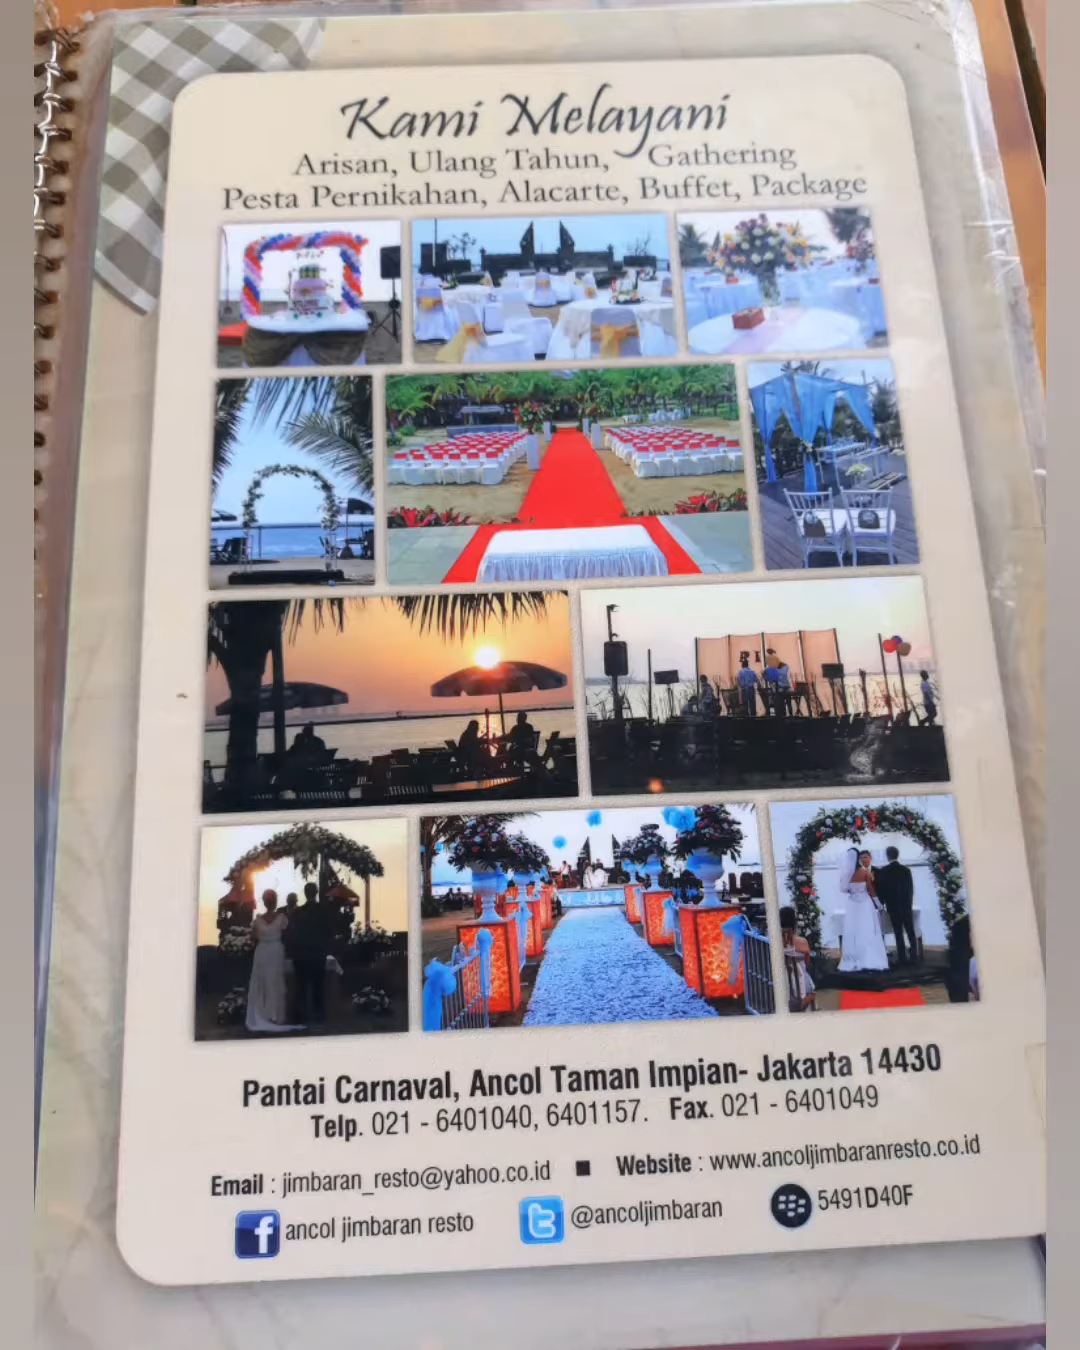 Kami Melayani
Arisan, Ulang Tahun, Gathering
Pesta Pernikahan, Alacarte, Buffet, Package
Pantai Carnaval, Ancol Taman Impian- Jakarta 14430
Telp. 021 - 6401040, 6401157. Fax. 021 - 6401049
Email : jimbaran_resto@yahoo.co.id ■ Website : www.ancoljimbaranresto.co.id
ancol jimbaran resto @ancoljimbaran 5491D40F